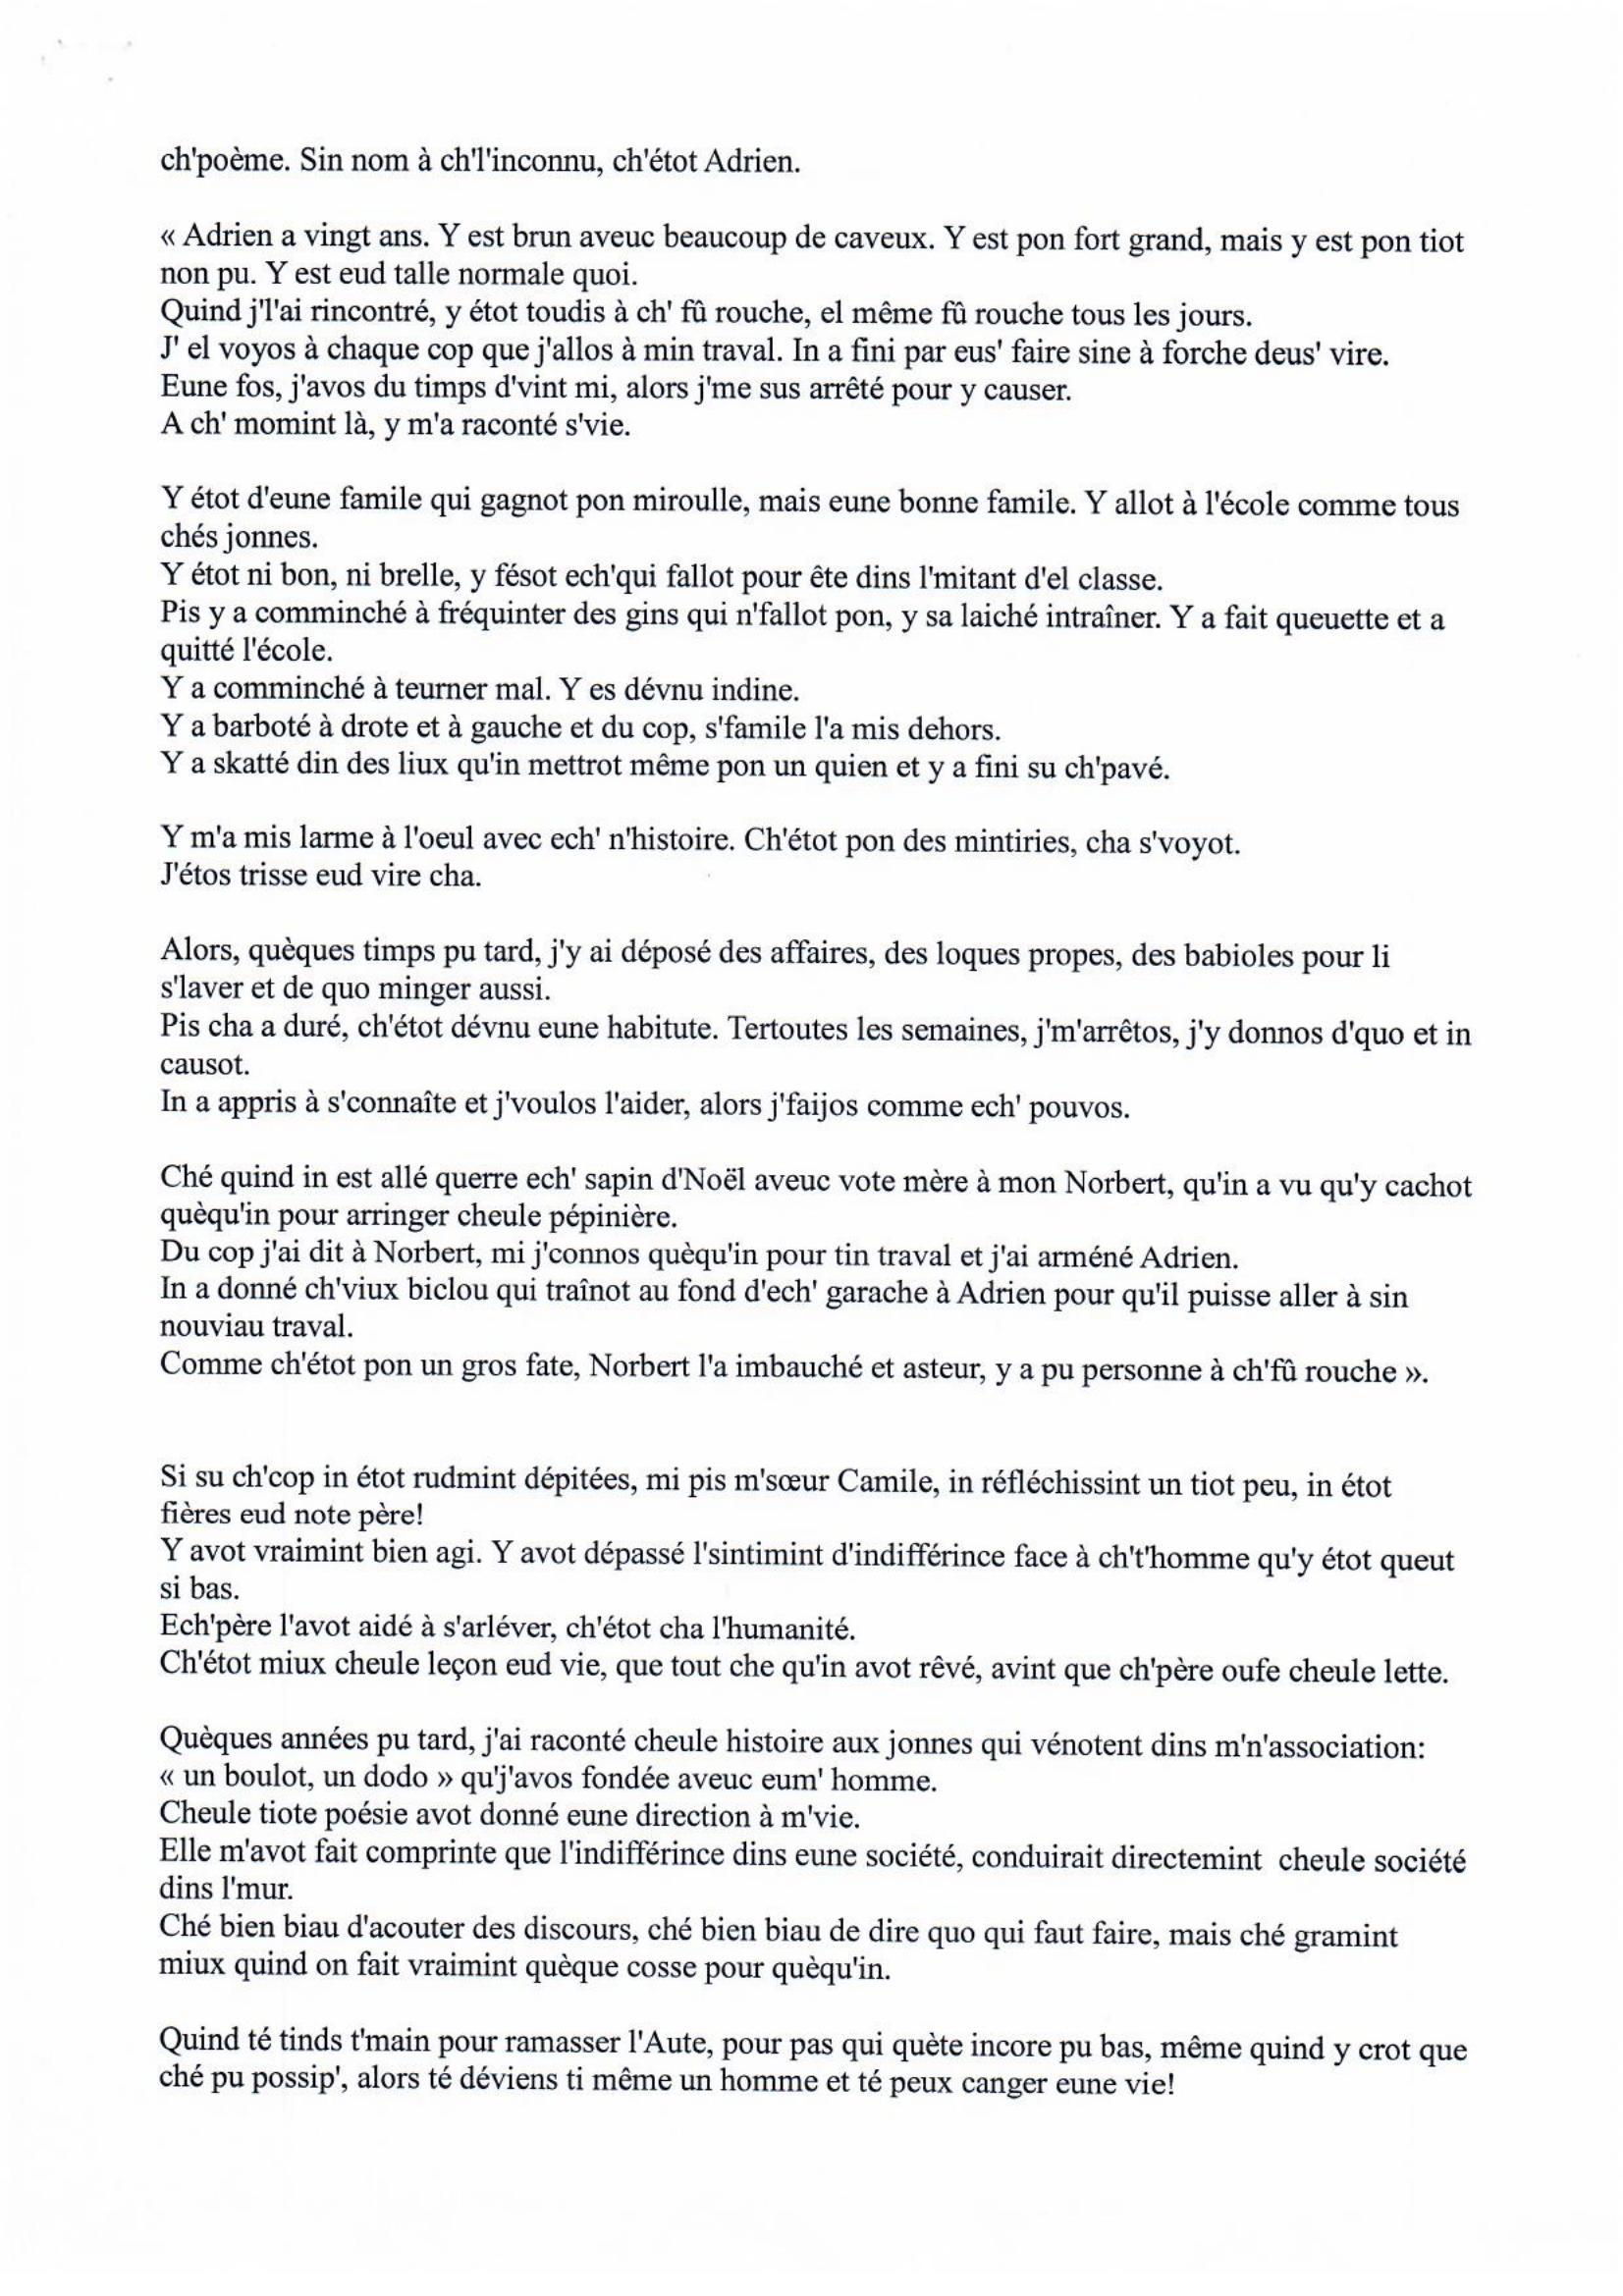 ch'poème. Sin nom à ch'l'inconnu, ch'étot Adrien.
« Adrien a vingt ans. Y est brun aveuc beaucoup de caveux. Y est pon fort grand, mais y est pon tiot
non pu. Y est eud talle normale quoi.
Quind j'l'ai rincontré, y étot toudis à ch' fû rouche, el même fû rouche tous les jours.
J' el voyos à chaque cop que j'allos à min traval. In a fini par eus' faire sine à forche deus' vire.
Eune fos, j'avos du timps d'vint mi, alors j'me sus arrêté pour y causer.
A ch' momint là, y m'a raconté s'vie.
Y étot d'eune famile qui gagnot pon miroulle, mais eune bonne famile. Y allot à l'école comme tous
chés jonnes.
Y étot ni bon, ni brelle, y fésot ech'qui fallot pour ête dins l'mitant d'el classe.
Pis y a comminché à fréquinter des gins qui n'fallot pon, y sa laiché intraîner. Y a fait queuette et a
quitté l'école.
Y a comminché à teurner mal. Y es dévnu indine.
Y a barboté à drote et à gauche et du cop, s'famile l'a mis dehors.
Y a skatté din des liux qu'in mettrot même pon un quien et y a fini su ch'pavé.
Y m'a mis larme à l'oeul avec ech' n'histoire. Ch'étot pon des mintiries, cha s'voyot.
J'étos trisse eud vire cha.
Alors, quèques timps pu tard, j'y ai déposé des affaires, des loques propes, des babioles pour li
s'laver et de quo minger aussi.
Pis cha a duré, ch'étot dévnu eune habitute. Tertoutes les semaines, j'm'arrêtos, j'y donnos d'quo et in
causot.
In a appris à s'connaîte et j'voulos l'aider, alors j'faijos comme ech' pouvos.
Ché quind in est allé querre ech' sapin d'Noël aveuc vote mère à mon Norbert, qu'in a vu qu'y cachot
quèqu'in pour arringer cheule pépinière.
Du cop j'ai dit à Norbert, mi j'connos quèqu'in pour tin traval et j'ai arméné Adrien.
In a donné ch'viux biclou qui traînot au fond d'ech' garache à Adrien pour qu'il puisse aller à sin
nouviau traval.
Comme ch'étot pon un gros fate, Norbert l'a imbauché et asteur, y a pu personne à ch'fû rouche ».
Si su ch'cop in étot rudmint dépitées, mi pis m'sœur Camile, in réfléchissint un tiot peu, in étot
fières eud note père!
Y avot vraimint bien agi. Y avot dépassé l'sintimint d'indifférince face à ch't'homme qu'y étot queut
si bas.
Ech'père l'avot aidé à s'arléver, ch'étot cha l'humanité.
Ch'étot miux cheule leçon eud vie, que tout che qu'in avot rêvé, avint que ch'père oufe cheule lette.
Quèques années pu tard, j'ai raconté cheule histoire aux jonnes qui vénotent dins m'n'association:
« un boulot, un dodo » qu'j'avos fondée aveuc eum' homme.
Cheule tiote poésie avot donné eune direction à m'vie.
Elle m'avot fait comprinte que l'indifférince dins eune société, conduirait directemint cheule société
dins l'mur.
Ché bien biau d'acouter des discours, ché bien biau de dire quo qui faut faire, mais ché gramint
miux quind on fait vraimint quèque cosse pour quèqu'in.
Quind té tinds t'main pour ramasser l'Aute, pour pas qui quète incore pu bas, même quind y crot que
ché pu possip', alors té déviens ti même un homme et té peux canger eune vie!